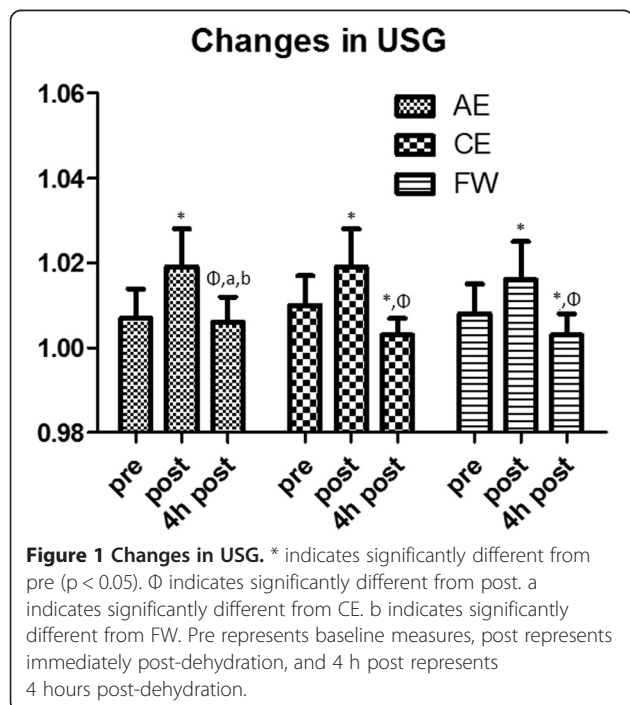 Changes in USG
1.06
1.04
1.02
1.00
0.98
AE
CE
FW
*
Φ,a,b
*
*,Φ
*
*,Φ
pre
post
4h post
pre
post
4h post
pre
post
4h post
Figure 1 Changes in USG. * indicates significantly different from
pre (p < 0.05). Φ indicates significantly different from post. a
indicates significantly different from CE. b indicates significantly
different from FW. Pre represents baseline measures, post represents
immediately post-dehydration, and 4 h post represents
4 hours post-dehydration.